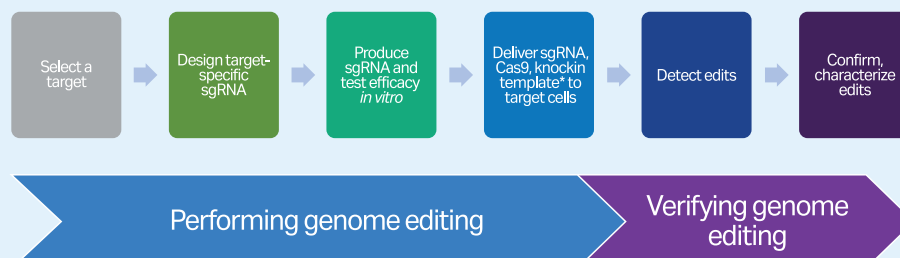 Select a
target
Design target-
specific
sgRNA
Produce
sgRNA and
test efficacy
in vitro
Deliver sgRNA,
Cas9, knockin
template* to
target cells
Detect edits
Confirm,
characterize
edits
Performing genome editing
Verifying genome
editing